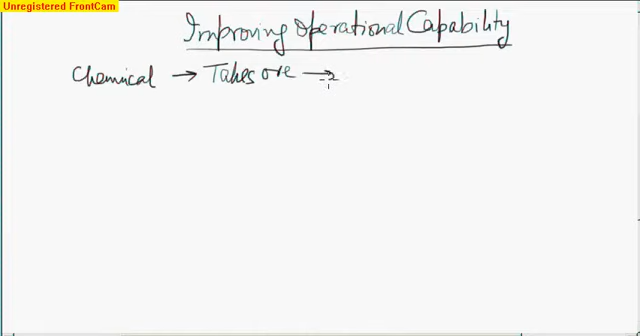 Unregistered FrontCam
Improving Operational Capability
Chemical → Takes ore →